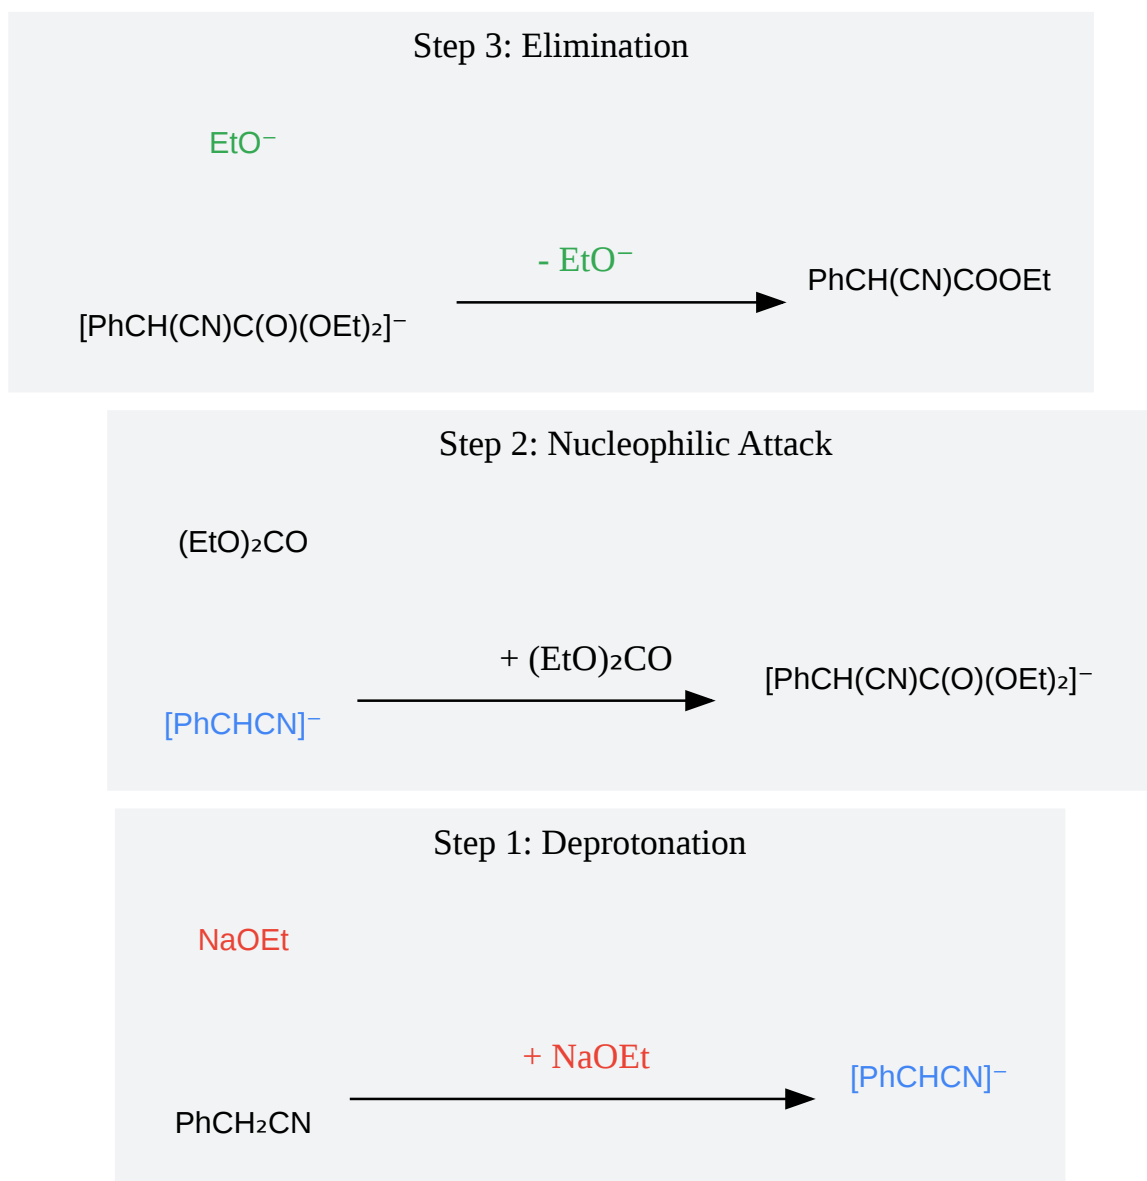 Step 3: Elimination
EtO⁻
- EtO⁻
PhCH(CN)COOEt
[PhCH(CN)C(O)(OEt)₂]⁻
Step 2: Nucleophilic Attack
(EtO)₂CO
+ (EtO)₂CO
[PhCH(CN)C(O)(OEt)₂]⁻
[PhCHCN]⁻
Step 1: Deprotonation
NaOEt
+ NaOEt
[PhCHCN]⁻
PhCH₂CN